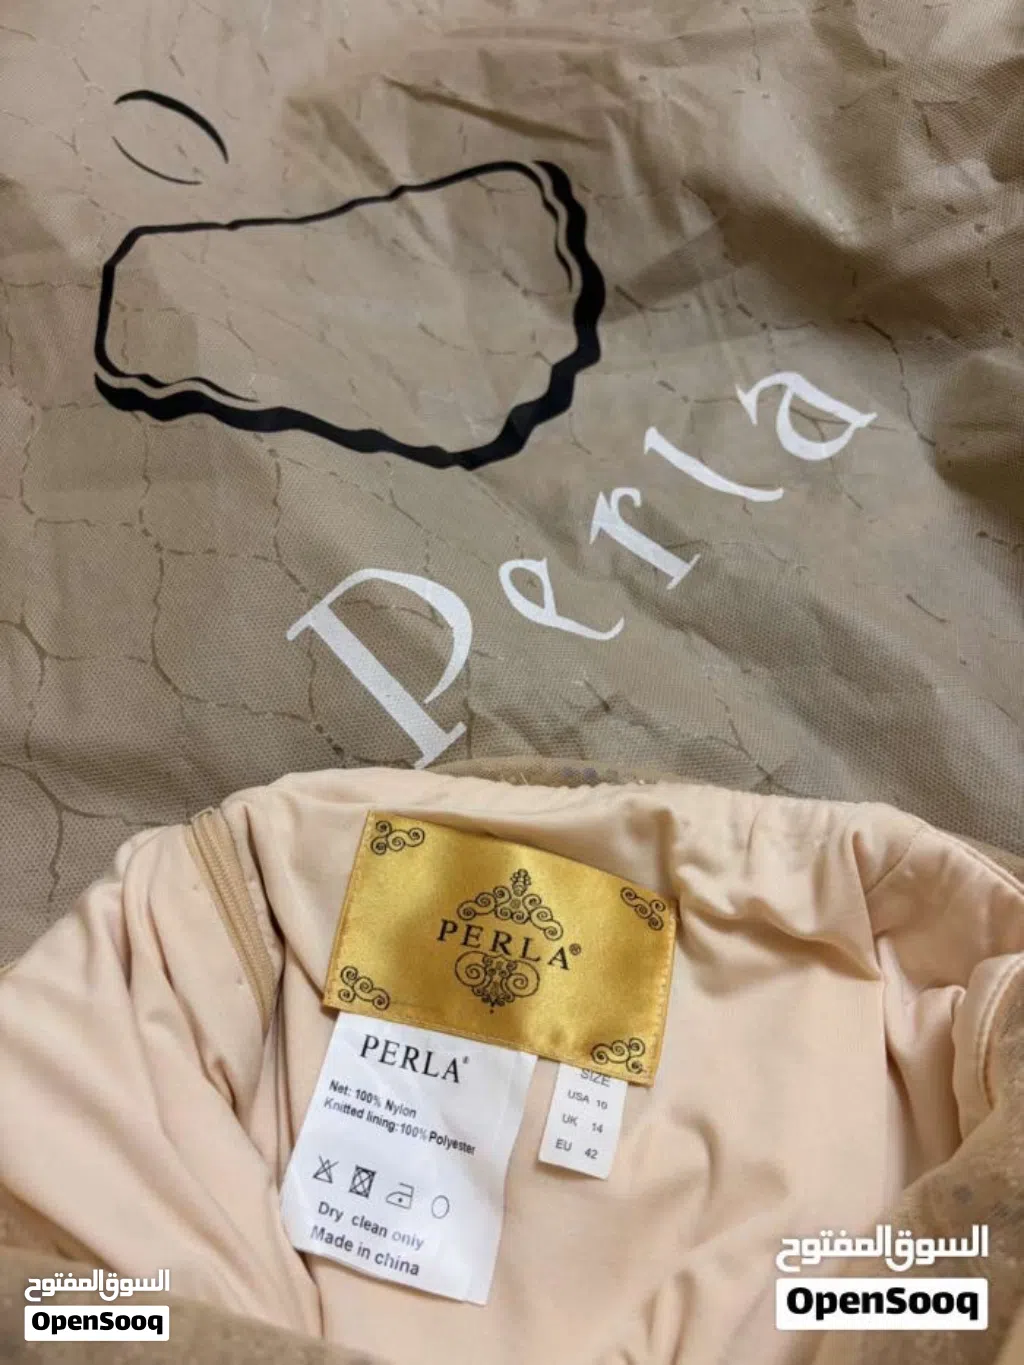 Perla
PERLA®
PERLA®
Net: 100% Nylon
Knitted lining:100% Polyester
Dry clean only
Made in china
SIZE
USA 10
UK 14
EU 42
السوق المفتوح
OpenSooq
السوق المفتوح
OpenSooq